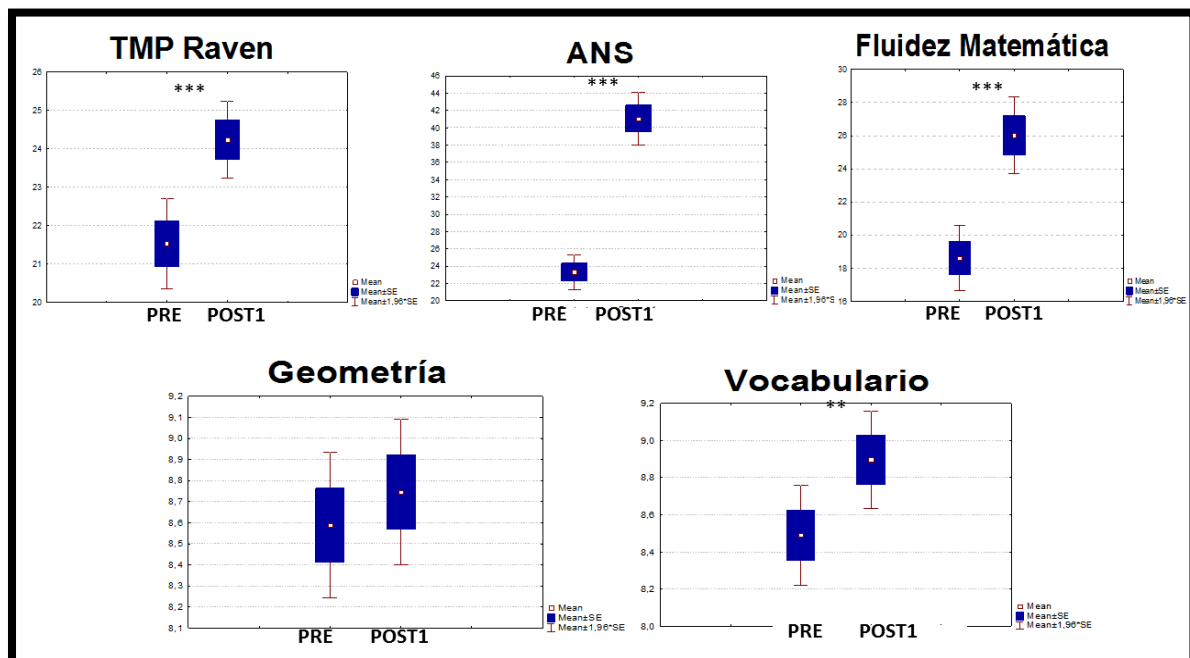 TMP Raven
***
26
25
24
23
22
21
20
PRE POST1
Mean
Mean±SE
Mean±1,96*SE
ANS
***
46
44
42
40
38
36
34
32
30
28
26
24
22
20
PRE POST1
Mean
Mean±SE
Mean±1,96*SE
Fluidez Matemática
***
30
28
26
24
22
20
18
16
PRE POST1
Mean
Mean±SE
Mean±1,96*SE
Geometría
9,2
9,1
9,0
8,9
8,8
8,7
8,6
8,5
8,4
8,3
8,2
8,1
PRE POST1
Mean
Mean±SE
Mean±1,96*SE
Vocabulario
**
9,2
9,0
8,8
8,6
8,4
8,2
8,0
PRE POST1
Mean
Mean±SE
Mean±1,96*SE